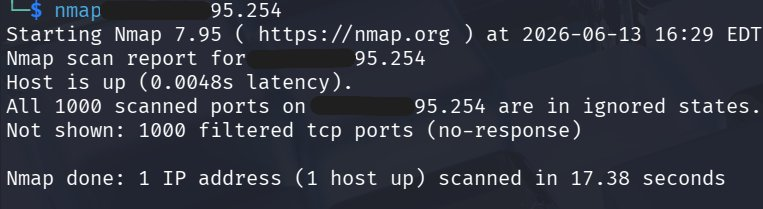 └─$ nmap 95.254
Starting Nmap 7.95 ( https://nmap.org ) at 2026-06-13 16:29 EDT
Nmap scan report for 95.254
Host is up (0.0048s latency).
All 1000 scanned ports on 95.254 are in ignored states.
Not shown: 1000 filtered tcp ports (no-response)
Nmap done: 1 IP address (1 host up) scanned in 17.38 seconds